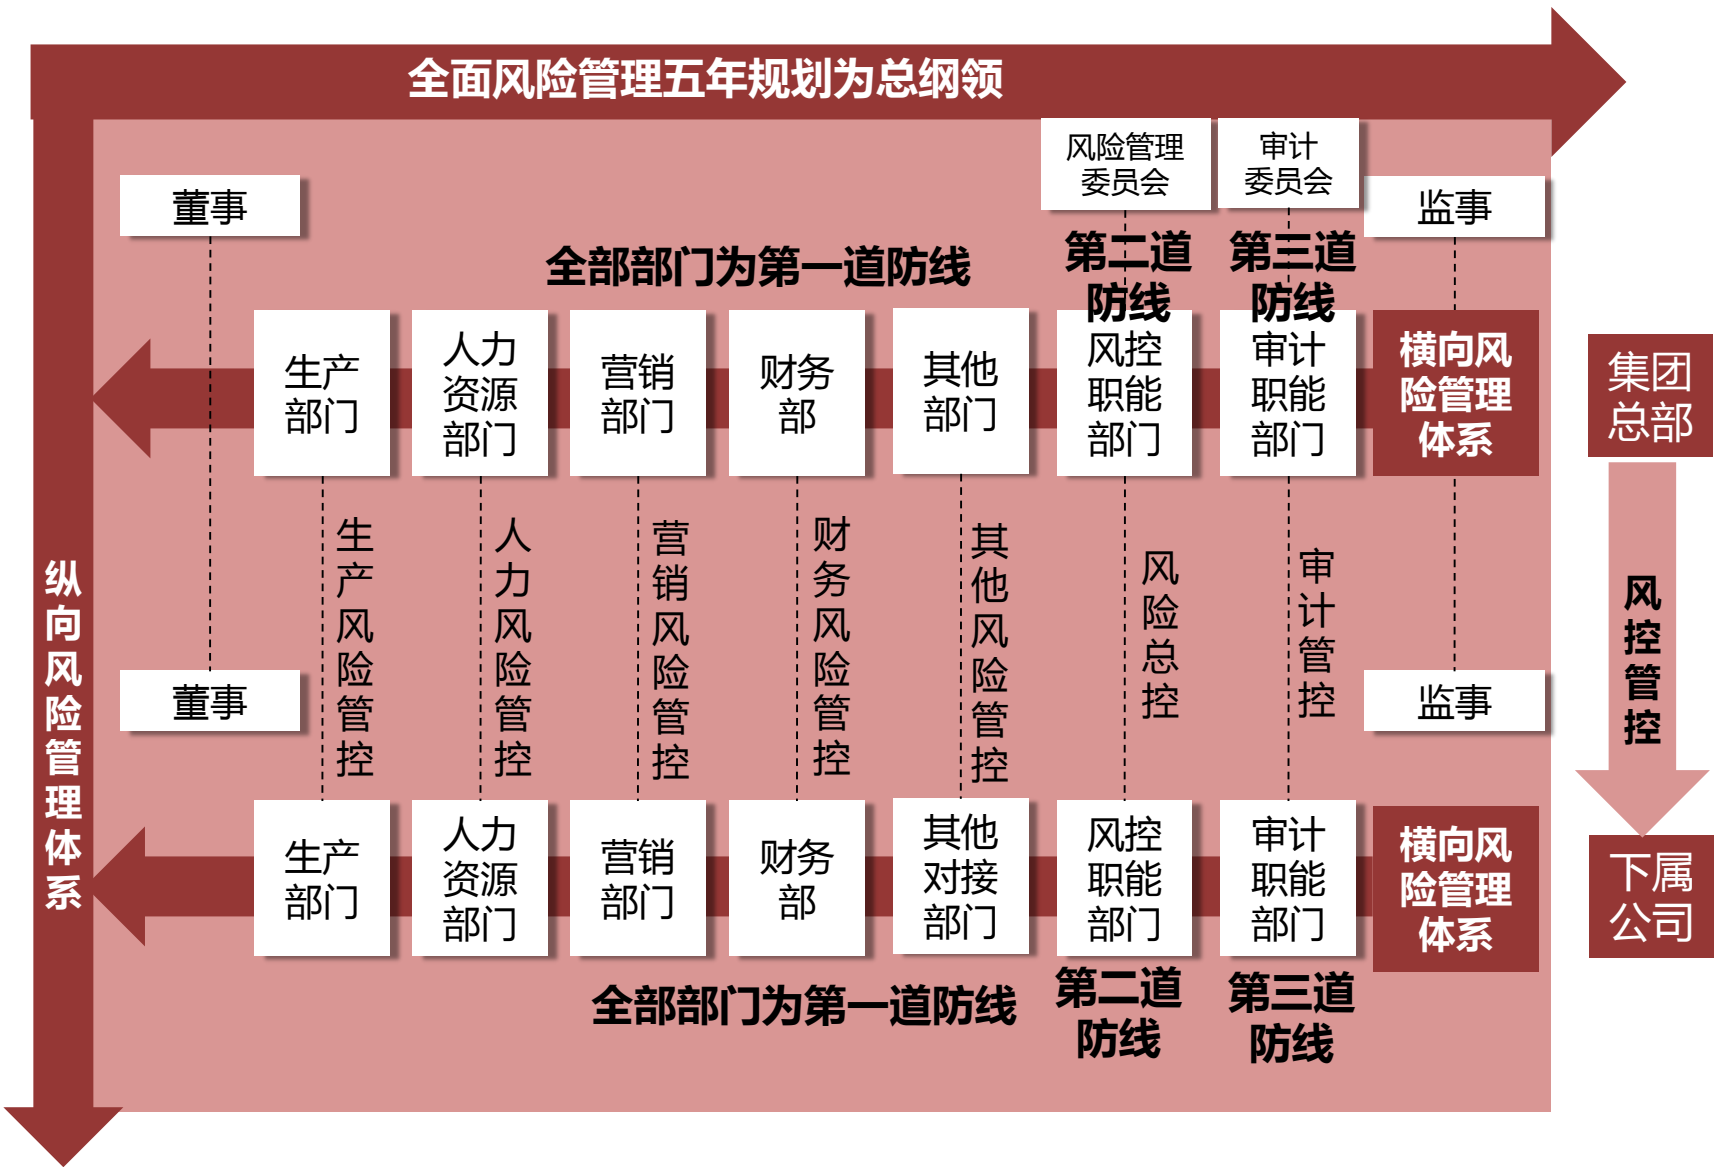 全面风险管理五年规划为总纲领
风险管理
委员会
审计
委员会
董事
监事
全部部门为第一道防线
第二道
防线
第三道
防线
生产
部门
人力
资源
部门
营销
部门
财务
部
其他
部门
风控
职能
部门
审计
职能
部门
横向风
险管理
体系
集团
总部
纵向风险管理体系
生产风险管控
人力风险管控
营销风险管控
财务风险管控
其他风险管控
风险总控
审计管控
风控管控
董事
监事
生产
部门
人力
资源
部门
营销
部门
财务
部
其他
对接
部门
风控
职能
部门
审计
职能
部门
横向风
险管理
体系
下属
公司
全部部门为第一道防线
第二道
防线
第三道
防线